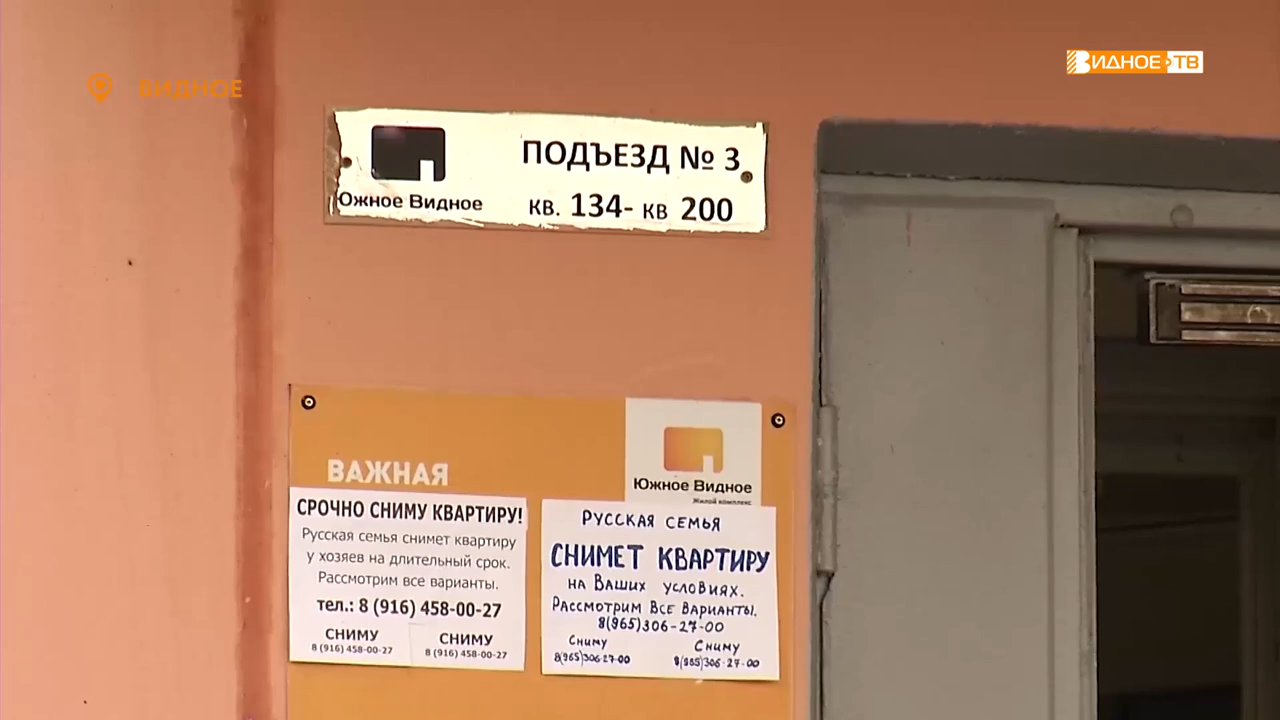 ВИДНОЕ
ВИДНОЕ ТВ
ПОДЪЕЗД № 3
Южное Видное
кв. 134- кв 200
ВАЖНАЯ
Южное Видное
Жилой комплекс
СРОЧНО СНИМУ КВАРТИРУ!
Русская семья снимет квартиру
у хозяев на длительный срок.
Рассмотрим все варианты.
тел.: 8 (916) 458-00-27
СНИМУ
8 (916) 458-00-27
СНИМУ
8 (916) 458-00-27
РУССКАЯ СЕМЬЯ
СНИМЕТ КВАРТИРУ
НА ВАШИХ УСЛОВИЯХ.
РАССМОТРИМ ВСЕ ВАРИАНТЫ.
8(965)306-27-00
Сниму
8(965)306-27-00
Сниму
8(965)306-27-00